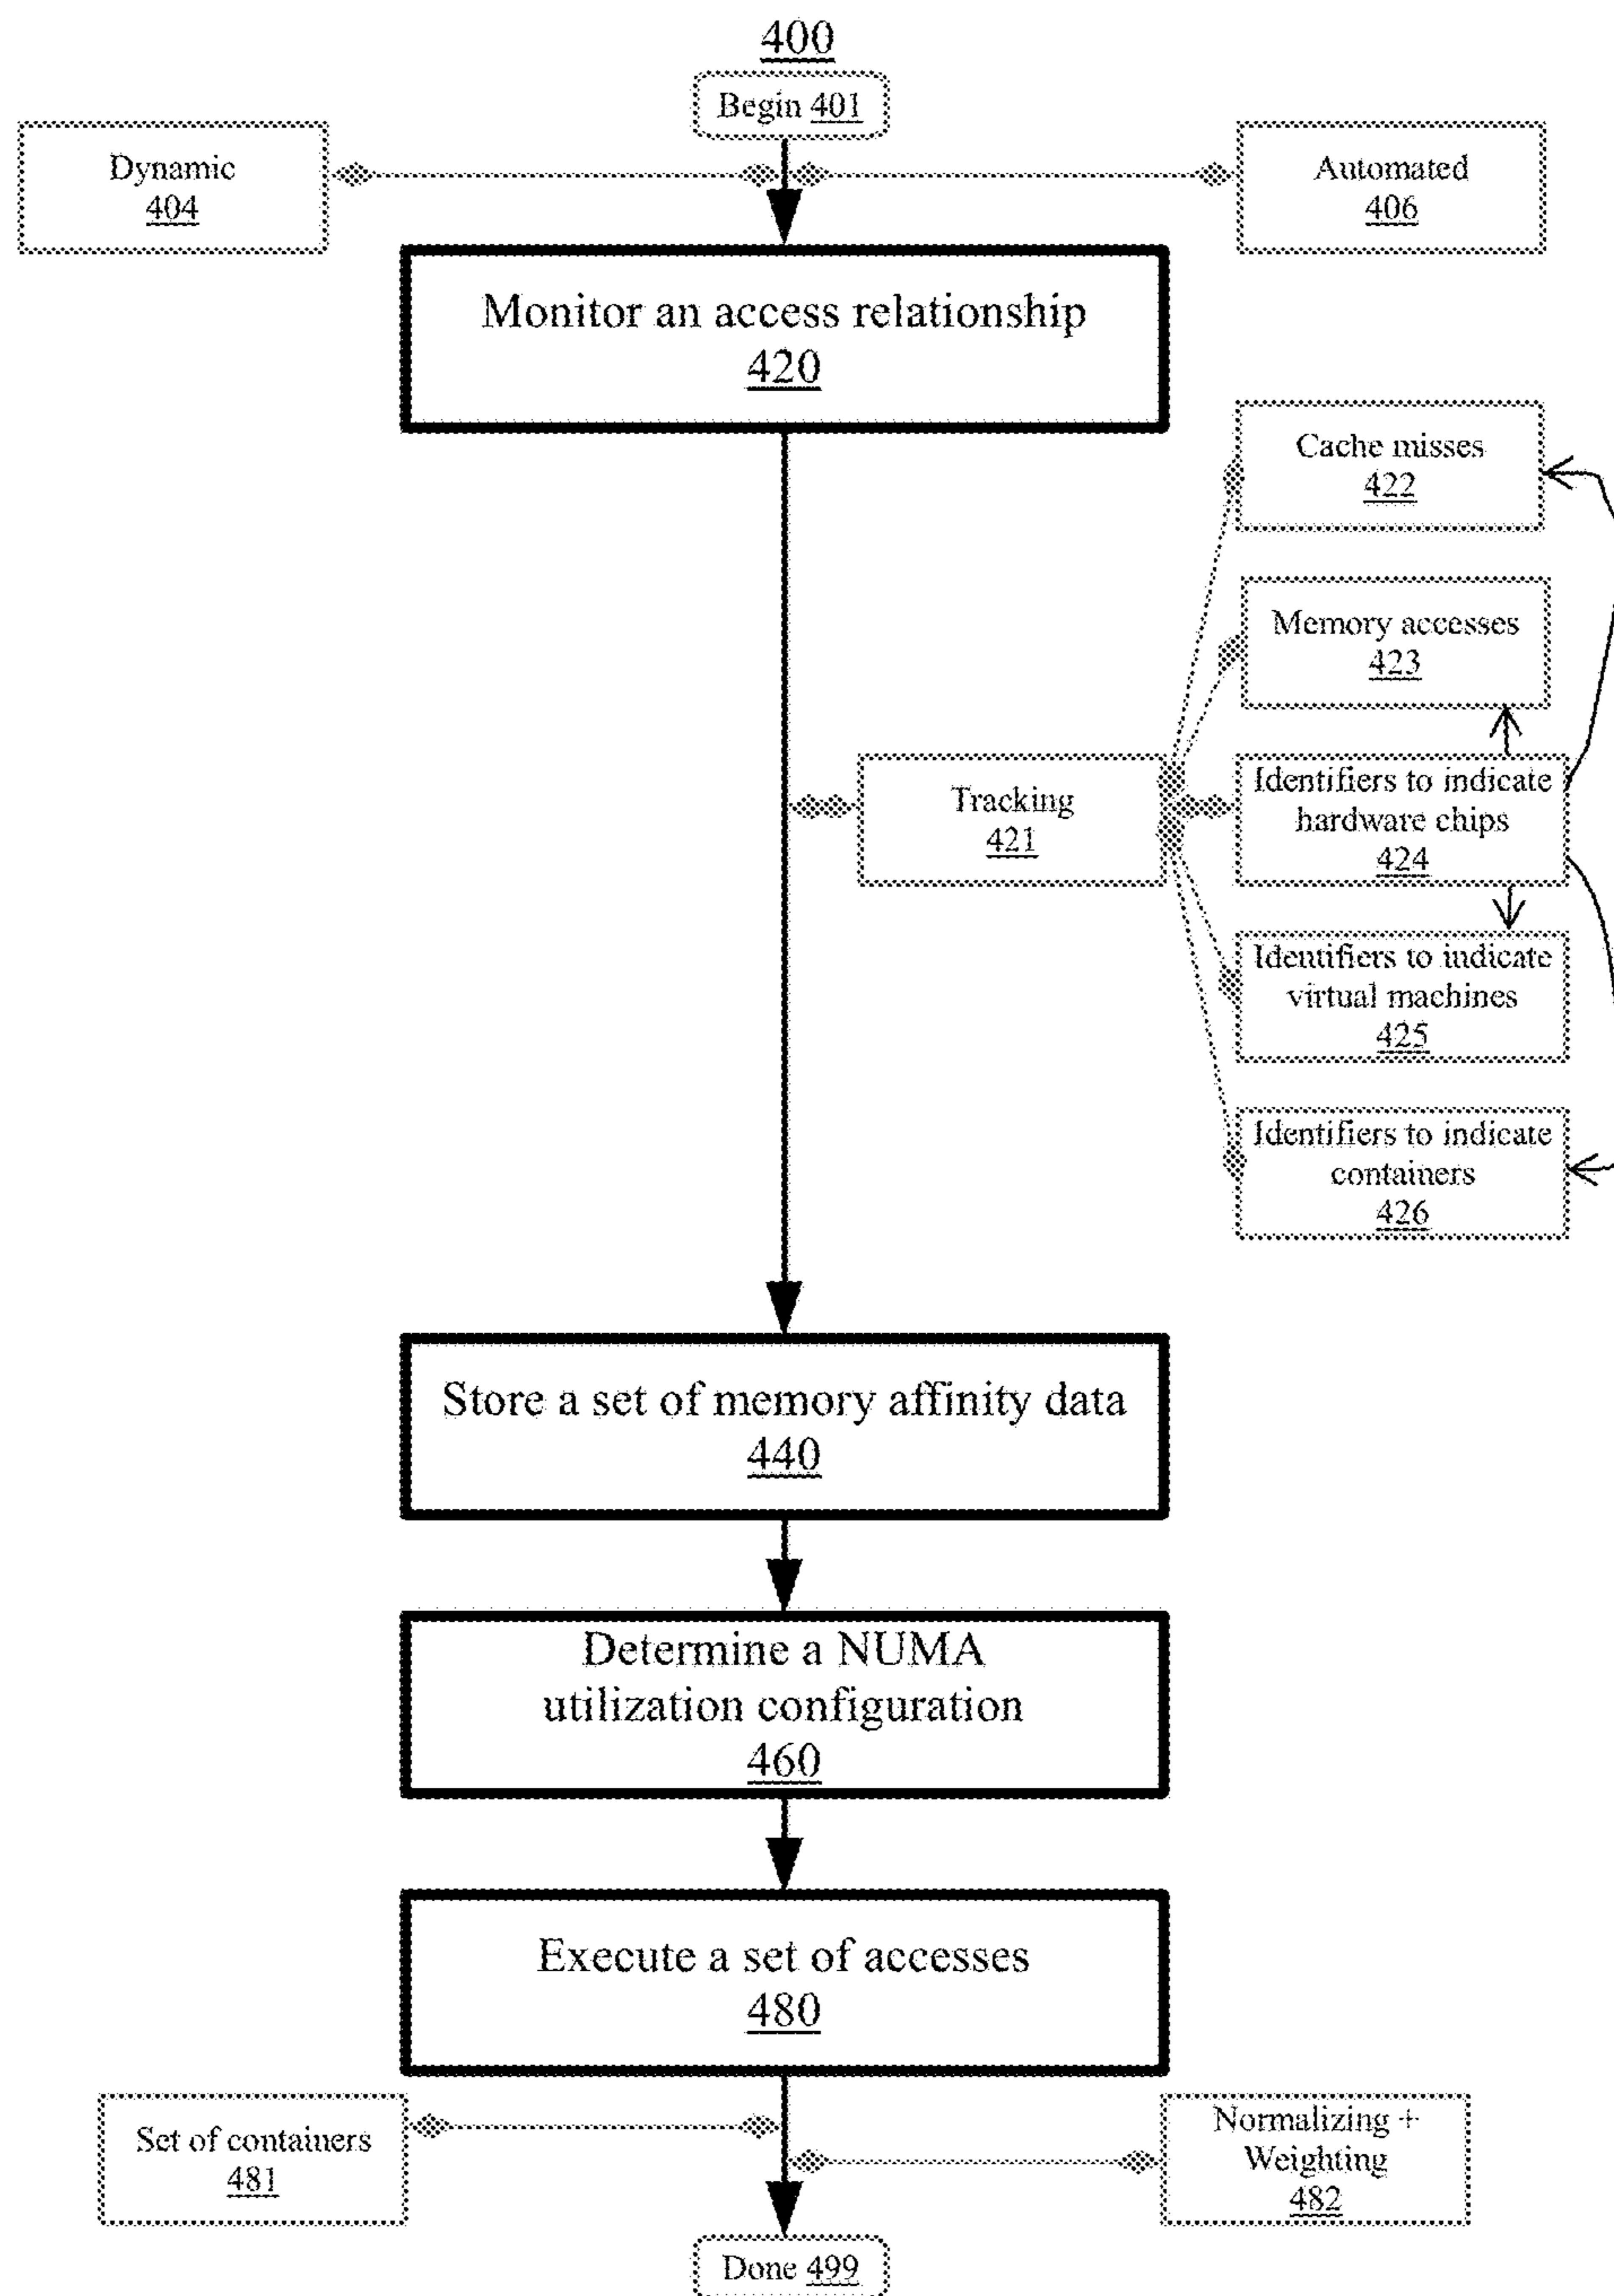 400
Begin 401
Dynamic
404
Automated
406
Monitor an access relationship
420
Cache misses
422
Memory accesses
423
Tracking
421
Identifiers to indicate
hardware chips
424
Identifiers to indicate
virtual machines
425
Identifiers to indicate
containers
426
Store a set of memory affinity data
440
Determine a NUMA
utilization configuration
460
Execute a set of accesses
480
Set of containers
481
Normalizing +
Weighting
482
Done 499